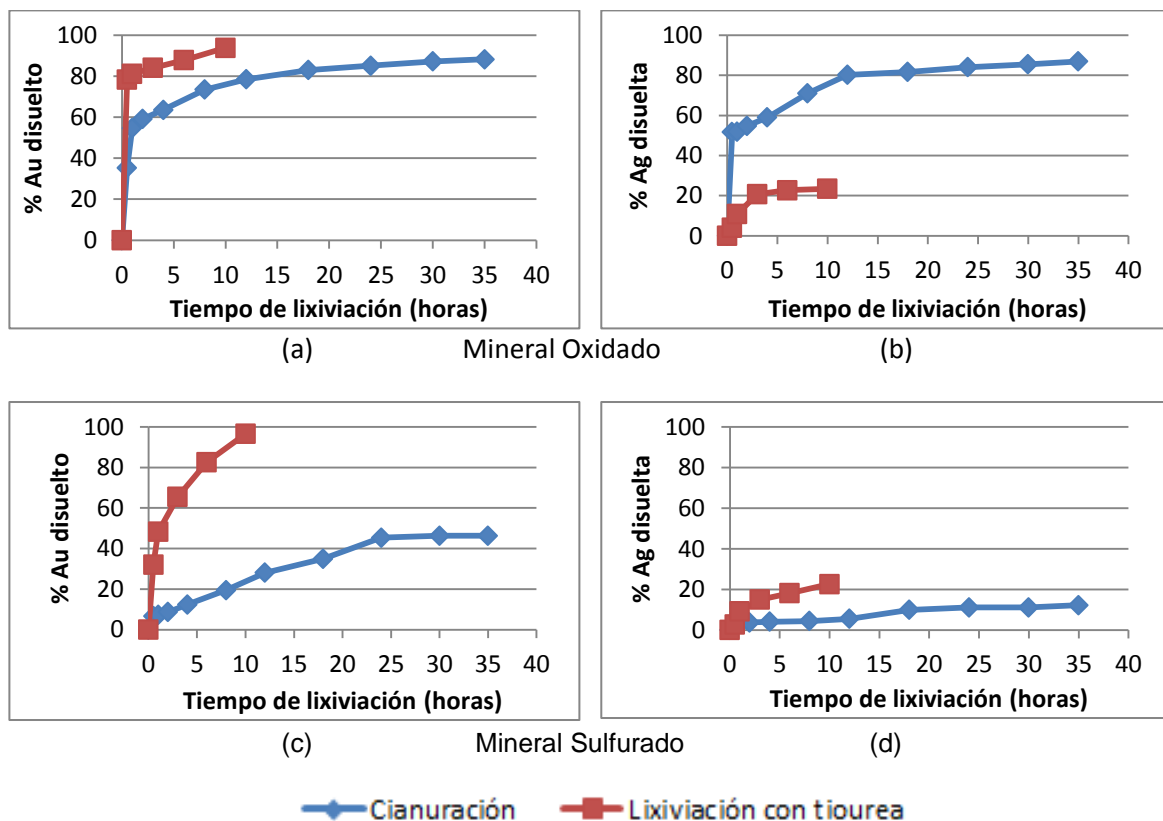 100
80
60
40
20
0
% Au disuelto
0 5 10 15 20 25 30 35 40
Tiempo de lixiviación (horas)
100
80
60
40
20
0
% Ag disuelta
0 5 10 15 20 25 30 35 40
Tiempo de lixiviación (horas)
(a) Mineral Oxidado (b)
100
80
60
40
20
0
% Au disuelto
0 5 10 15 20 25 30 35 40
Tiempo de lixiviación (horas)
100
80
60
40
20
0
% Ag disuelta
0 5 10 15 20 25 30 35 40
Tiempo de lixiviación (horas)
(c) Mineral Sulfurado (d)
Cianuración Lixiviación con tiourea